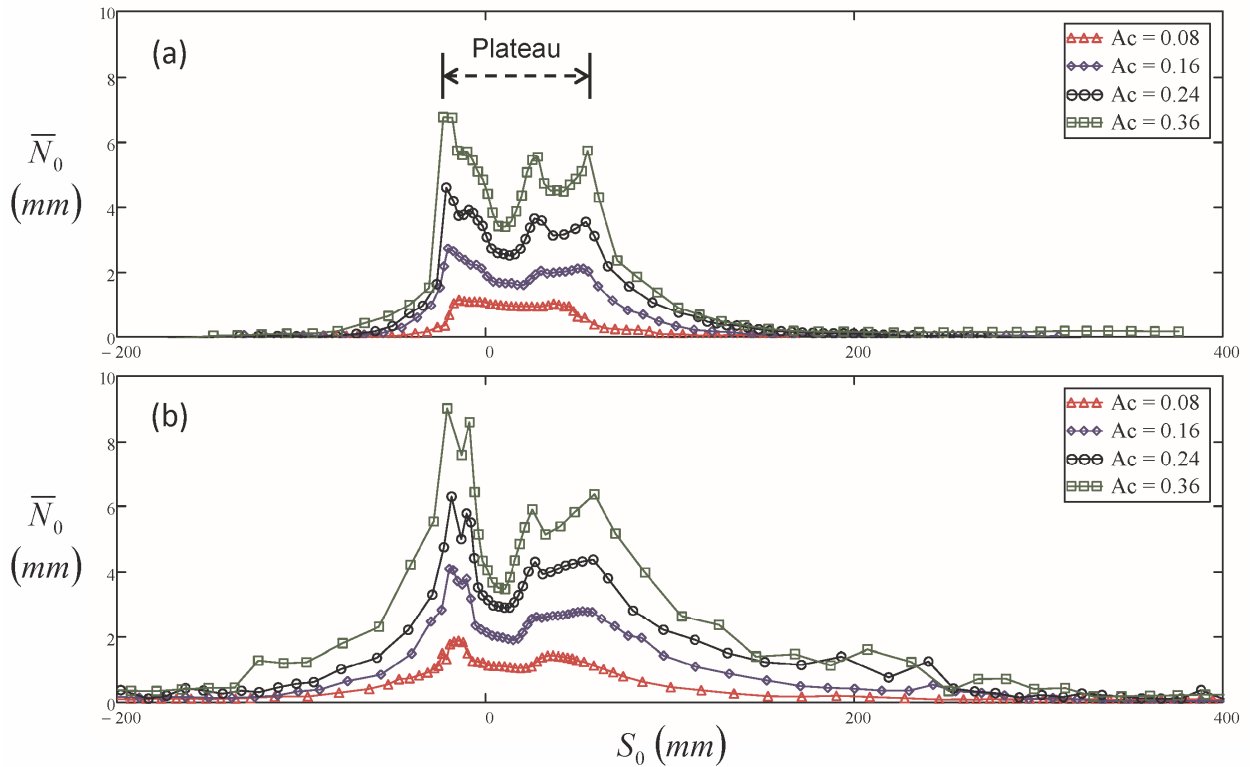 10
(a)
Plateau
Ac = 0.08
Ac = 0.16
Ac = 0.24
Ac = 0.36
8
6
N̅₀
(mm)
4
2
0
−200
0
200
400
10
(b)
Ac = 0.08
Ac = 0.16
Ac = 0.24
Ac = 0.36
8
6
N̅₀
(mm)
4
2
0
−200
0
200
400
S₀ (mm)